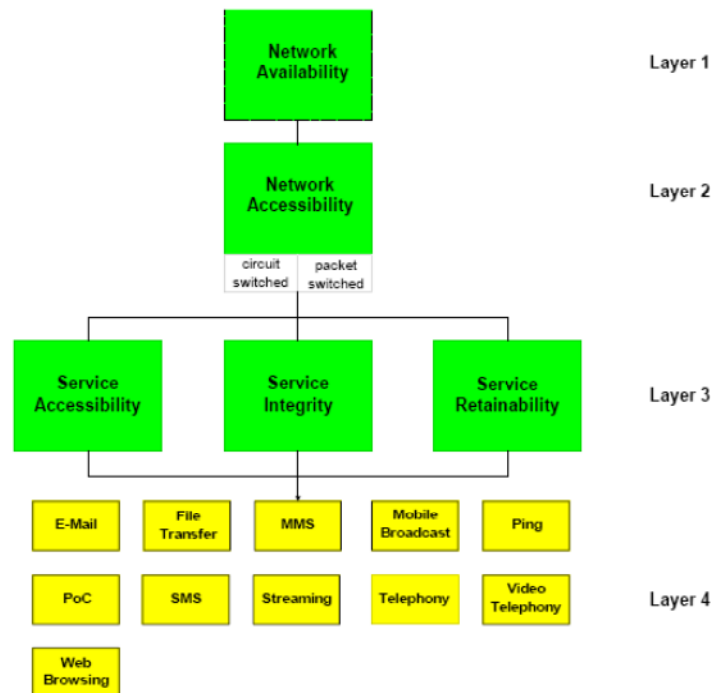 Network
Availability
Layer 1
Network
Accessibility
Layer 2
circuit
switched
packet
switched
Service
Accessibility
Service
Integrity
Service
Retainability
Layer 3
E-Mail
File
Transfer
MMS
Mobile
Broadcast
Ping
PoC
SMS
Streaming
Telephony
Video
Telephony
Layer 4
Web
Browsing